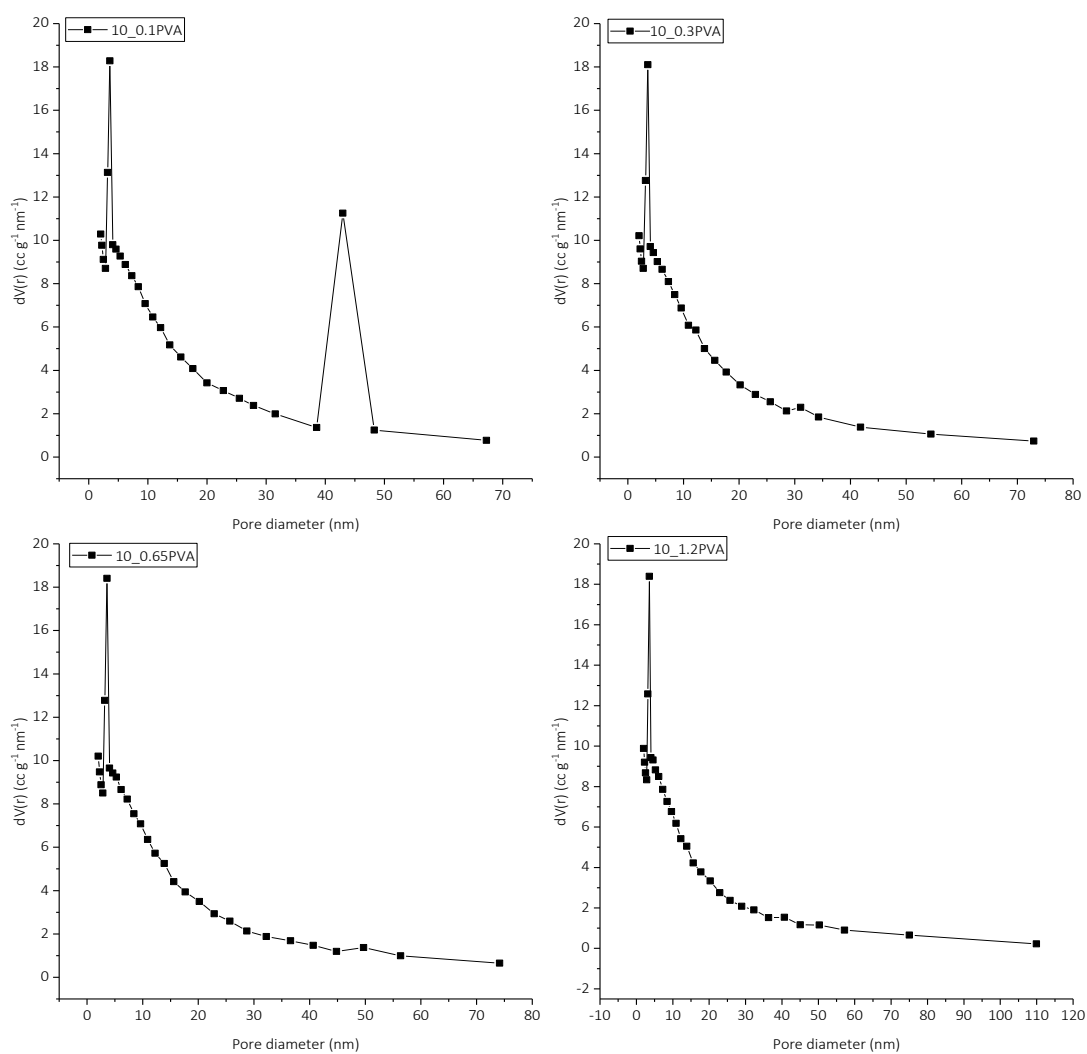 10_0.1PVA
20
18
16
14
12
10
8
6
4
2
0
dV(r) (cc g⁻¹ nm⁻¹)
0 10 20 30 40 50 60 70
Pore diameter (nm)
10_0.3PVA
20
18
16
14
12
10
8
6
4
2
0
dV(r) (cc g⁻¹ nm⁻¹)
0 10 20 30 40 50 60 70 80
Pore diameter (nm)
10_0.65PVA
20
18
16
14
12
10
8
6
4
2
0
dV(r) (cc g⁻¹ nm⁻¹)
0 10 20 30 40 50 60 70 80
Pore diameter (nm)
10_1.2PVA
20
18
16
14
12
10
8
6
4
2
0
-2
dV(r) (cc g⁻¹ nm⁻¹)
-10 0 10 20 30 40 50 60 70 80 90 100 110 120
Pore diameter (nm)